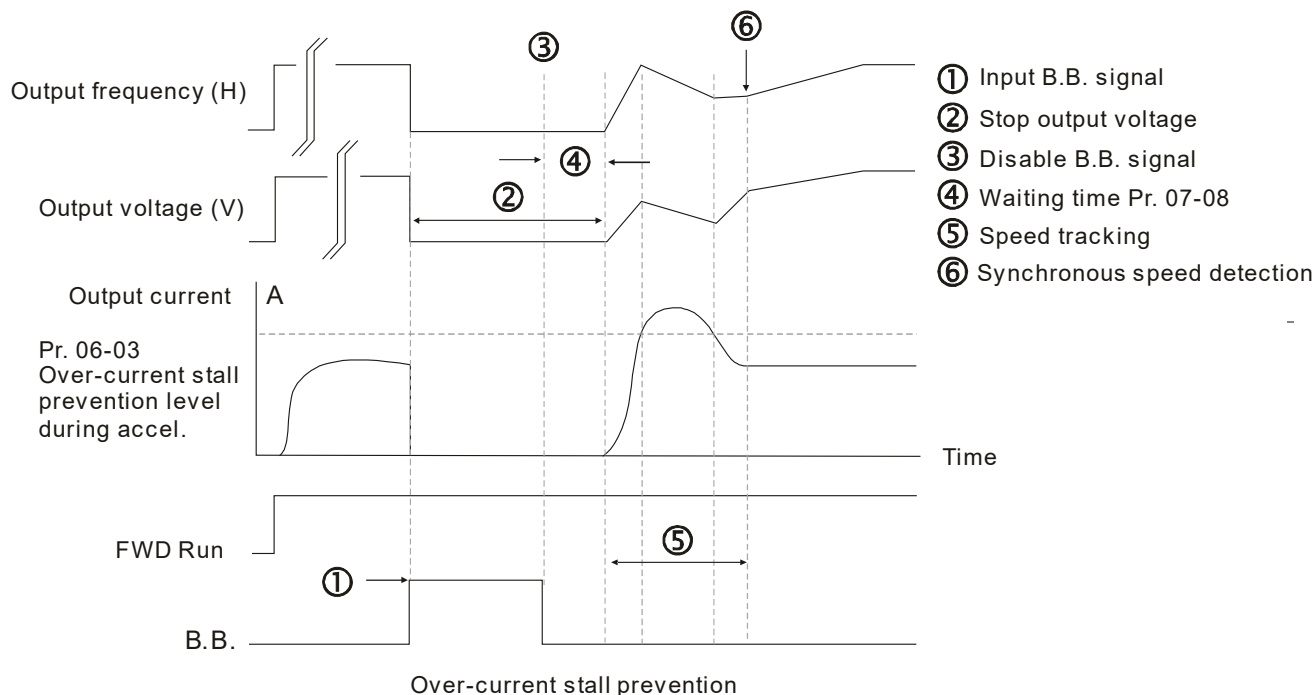 ⑥
③
Output frequency (H)
④
②
Output voltage (V)
① Input B.B. signal
② Stop output voltage
③ Disable B.B. signal
④ Waiting time Pr. 07-08
⑤ Speed tracking
⑥ Synchronous speed detection
Output current
A
Pr. 06-03
Over-current stall
prevention level
during accel.
Time
FWD Run
⑤
①
B.B.
Over-current stall prevention